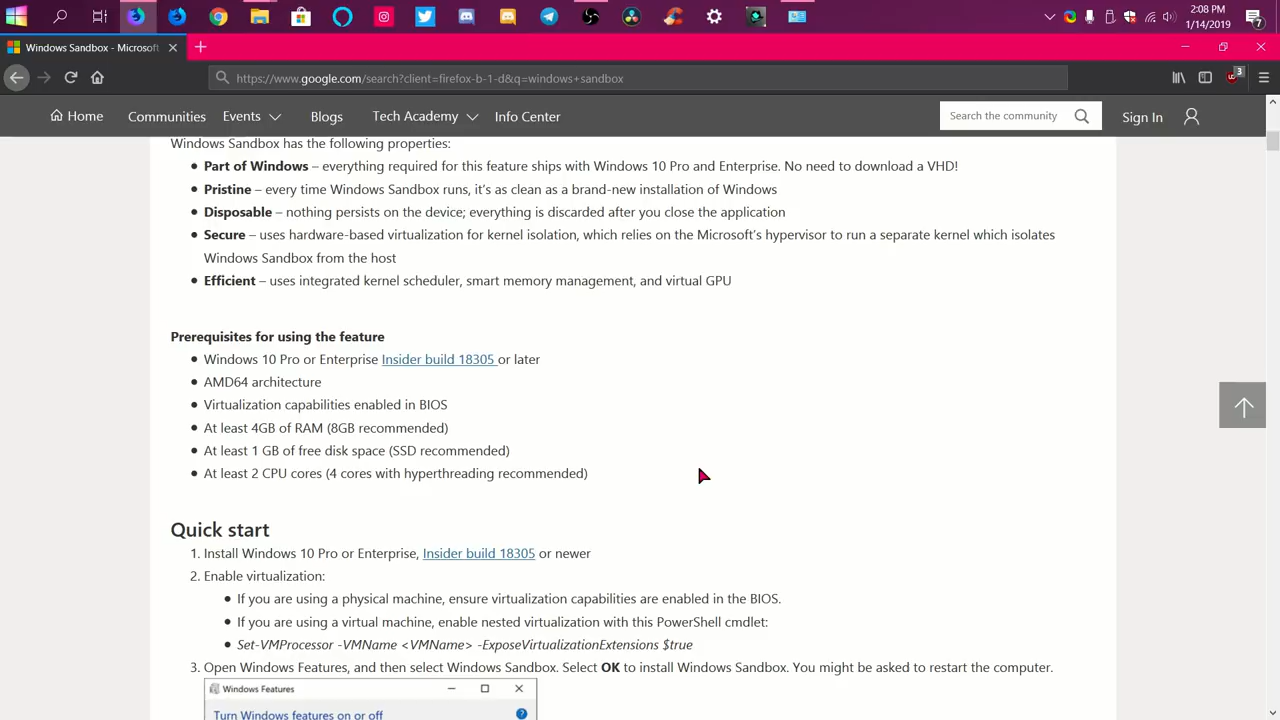 2:08 PM
1/14/2019
7
Windows Sandbox - Microsoft
https://www.google.com/search?client=firefox-b-1-d&q=windows+sandbox
3
Home
Communities
Events
Blogs
Tech Academy
Info Center
Search the community
Sign In
Windows Sandbox has the following properties:
Part of Windows – everything required for this feature ships with Windows 10 Pro and Enterprise. No need to download a VHD!
Pristine – every time Windows Sandbox runs, it's as clean as a brand-new installation of Windows
Disposable – nothing persists on the device; everything is discarded after you close the application
Secure – uses hardware-based virtualization for kernel isolation, which relies on the Microsoft's hypervisor to run a separate kernel which isolates
Windows Sandbox from the host
Efficient – uses integrated kernel scheduler, smart memory management, and virtual GPU
Prerequisites for using the feature
Windows 10 Pro or Enterprise Insider build 18305 or later
AMD64 architecture
Virtualization capabilities enabled in BIOS
At least 4GB of RAM (8GB recommended)
At least 1 GB of free disk space (SSD recommended)
At least 2 CPU cores (4 cores with hyperthreading recommended)
Quick start
1. Install Windows 10 Pro or Enterprise, Insider build 18305 or newer
2. Enable virtualization:
If you are using a physical machine, ensure virtualization capabilities are enabled in the BIOS.
If you are using a virtual machine, enable nested virtualization with this PowerShell cmdlet:
Set-VMProcessor -VMName <VMName> -ExposeVirtualizationExtensions $true
3. Open Windows Features, and then select Windows Sandbox. Select OK to install Windows Sandbox. You might be asked to restart the computer.
Windows Features
Turn Windows features on or off